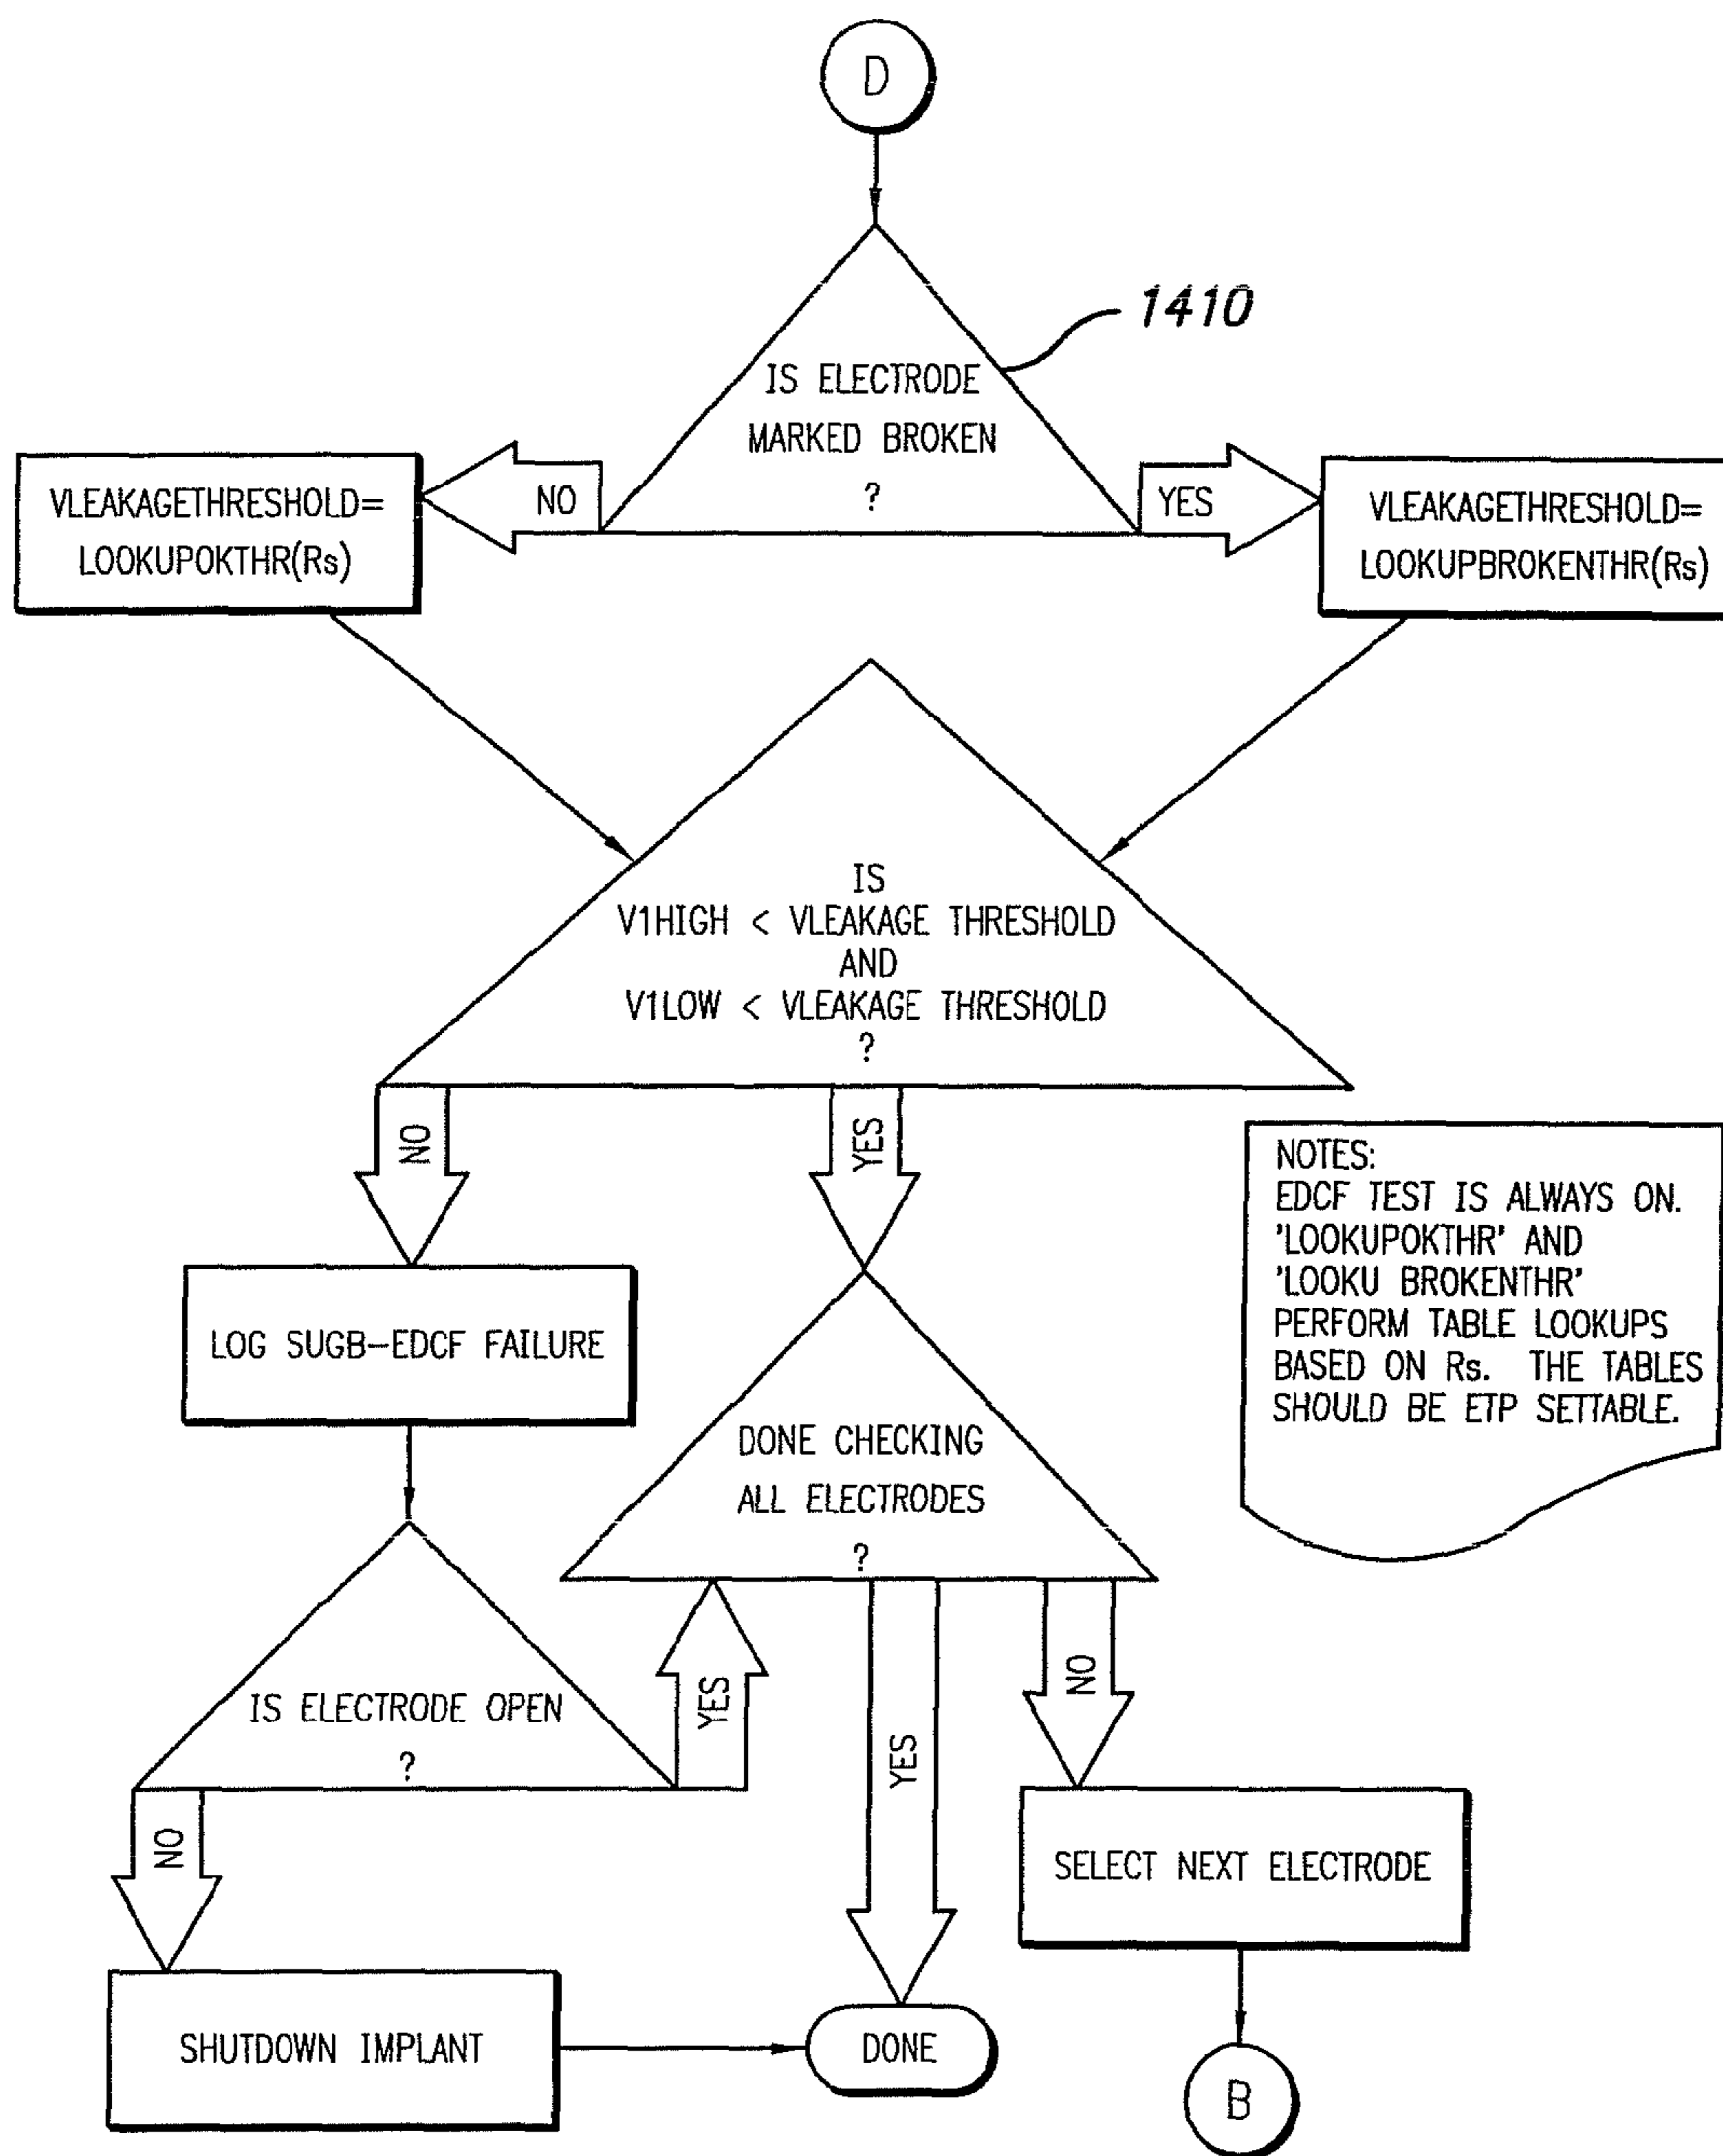 D
1410
IS ELECTRODE
MARKED BROKEN
?
NO
YES
VLEAKAGETHRESHOLD=
LOOKUPOKTHR(Rs)
VLEAKAGETHRESHOLD=
LOOKUPBROKENTHR(Rs)
IS
V1HIGH < VLEAKAGE THRESHOLD
AND
V1LOW < VLEAKAGE THRESHOLD
?
NO
YES
NOTES:
EDCF TEST IS ALWAYS ON.
'LOOKUPOKTHR' AND
'LOOKU BROKENTHR'
PERFORM TABLE LOOKUPS
BASED ON Rs. THE TABLES
SHOULD BE ETP SETTABLE.
LOG SUGB-EDCF FAILURE
DONE CHECKING
ALL ELECTRODES
?
IS ELECTRODE OPEN
?
YES
YES
NO
NO
SELECT NEXT ELECTRODE
SHUTDOWN IMPLANT
DONE
B